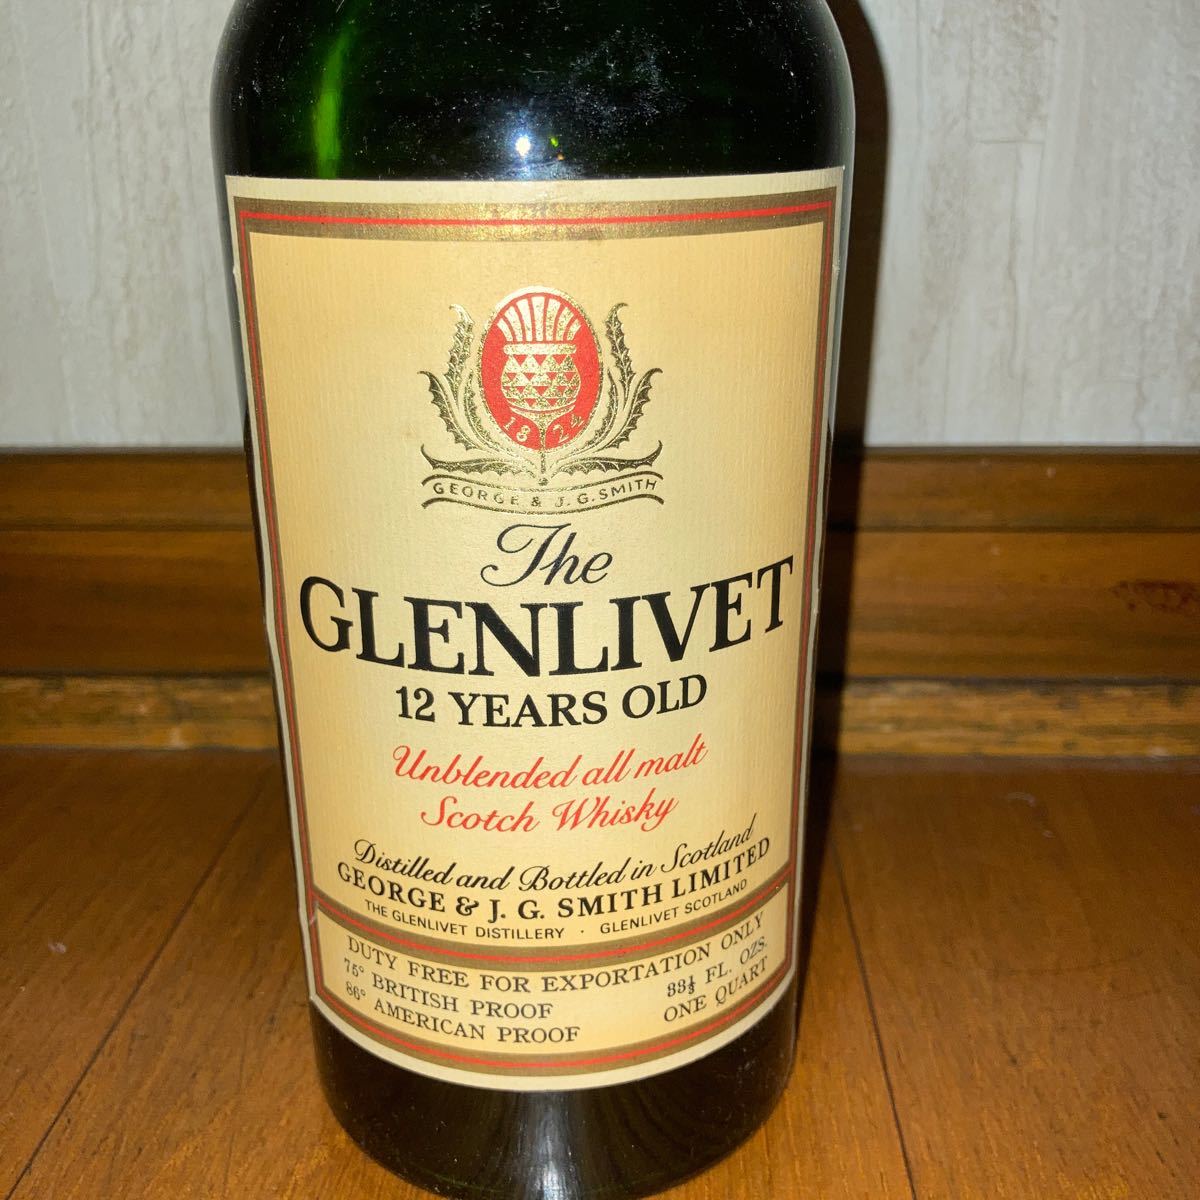 1824
GEORGE & J.G.SMITH
The
GLENLIVET
12 YEARS OLD
Unblended all malt
Scotch Whisky
Distilled and Bottled in Scotland
GEORGE & J. G. SMITH LIMITED
THE GLENLIVET DISTILLERY · GLENLIVET SCOTLAND
DUTY FREE FOR EXPORTATION ONLY
75° BRITISH PROOF 33⅓ FL. OZS.
86° AMERICAN PROOF ONE QUART